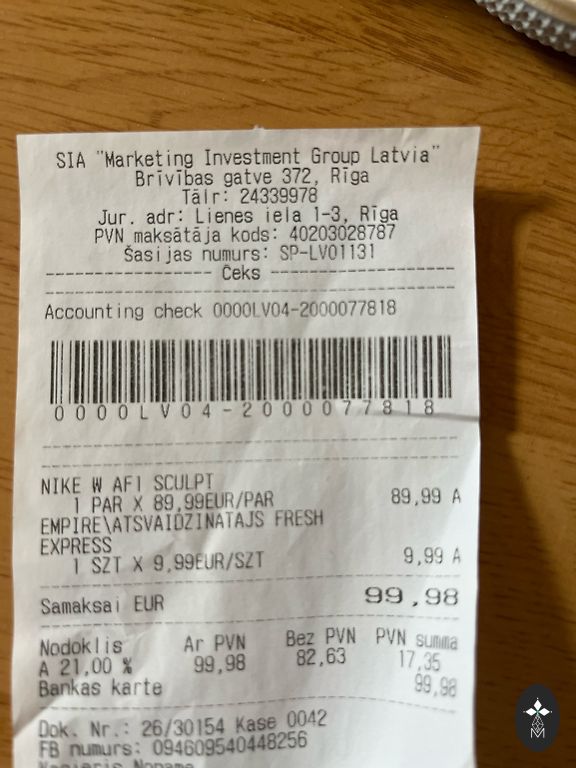 SIA "Marketing Investment Group Latvia"
Brīvības gatve 372, Rīga
Tālr: 24339978
Jur. adr: Lienes iela 1-3, Rīga
PVN maksātāja kods: 40203028787
Šasijas numurs: SP-LV01131
Čeks
Accounting check 0000LV04-2000077818
0000LV04-2000077818
NIKE W AF1 SCULPT
1 PAR X 89,99EUR/PAR 89,99 A
EMPIRE\ATSVAIDZINATAJS FRESH
EXPRESS
1 SZT X 9,99EUR/SZT 9,99 A
Samaksai EUR 99,98
Nodoklis Ar PVN Bez PVN PVN summa
A 21,00 % 99,98 82,63 17,35
Bankas karte 99,98
Dok. Nr.: 26/30154 Kase 0042
FB numurs: 094609540448256